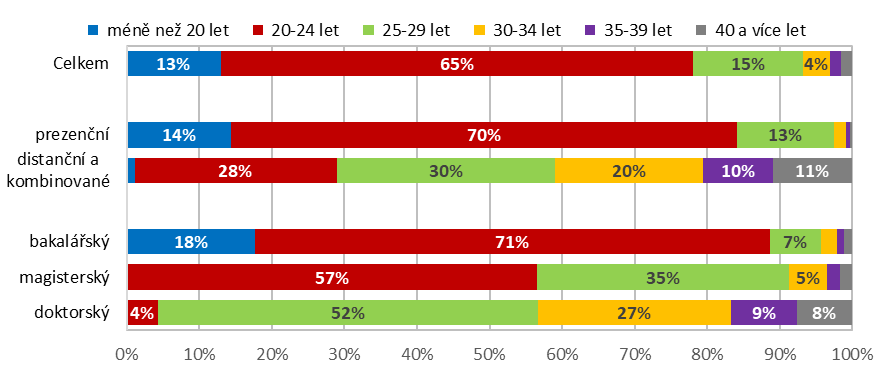 méně než 20 let 20-24 let 25-29 let 30-34 let 35-39 let 40 a více let
Celkem 13% 65% 15% 4%
prezenční 14% 70% 13%
distanční a
kombinované 28% 30% 20% 10% 11%
bakalářský 18% 71% 7%
magisterský 57% 35% 5%
doktorský 4% 52% 27% 9% 8%
0% 10% 20% 30% 40% 50% 60% 70% 80% 90% 100%